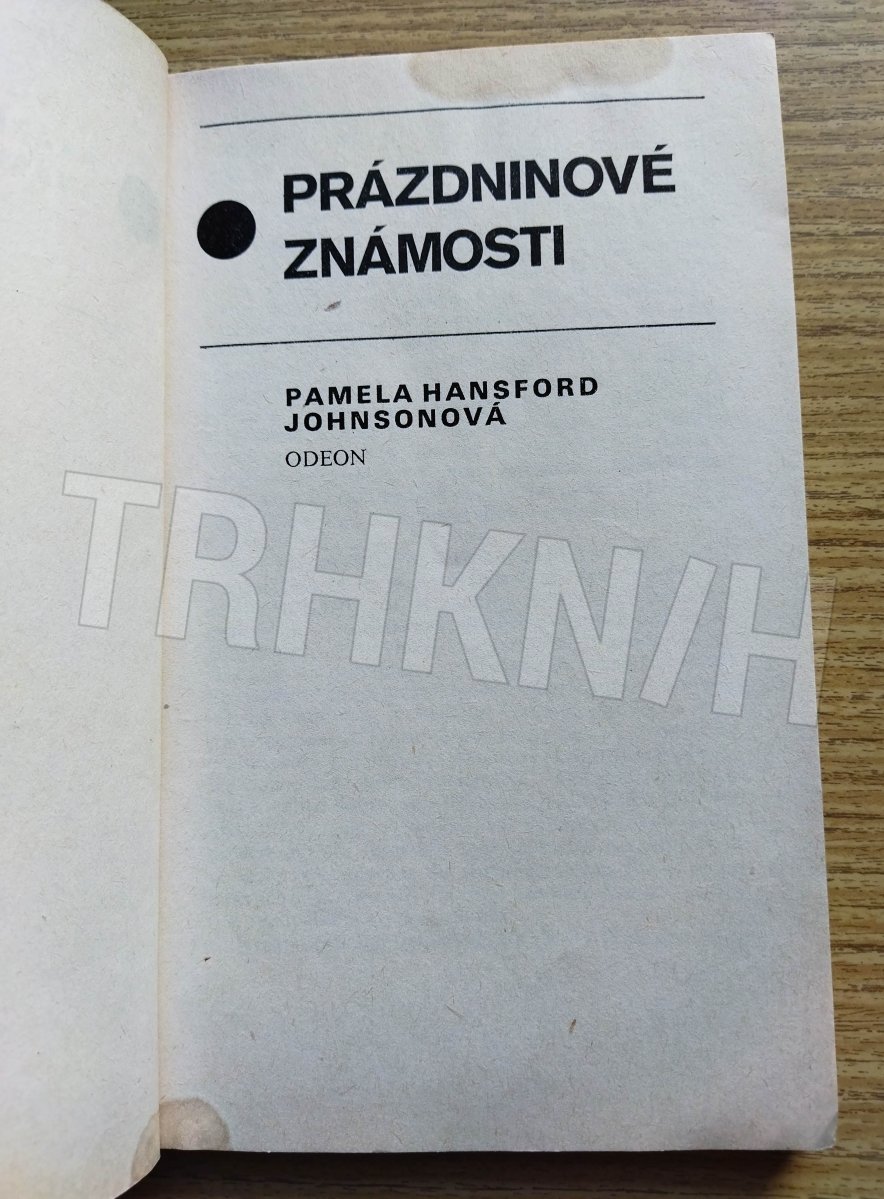 PRÁZDNINOVÉ
ZNÁMOSTI
PAMELA HANSFORD
JOHNSONOVÁ
ODEON
TRHKNIH